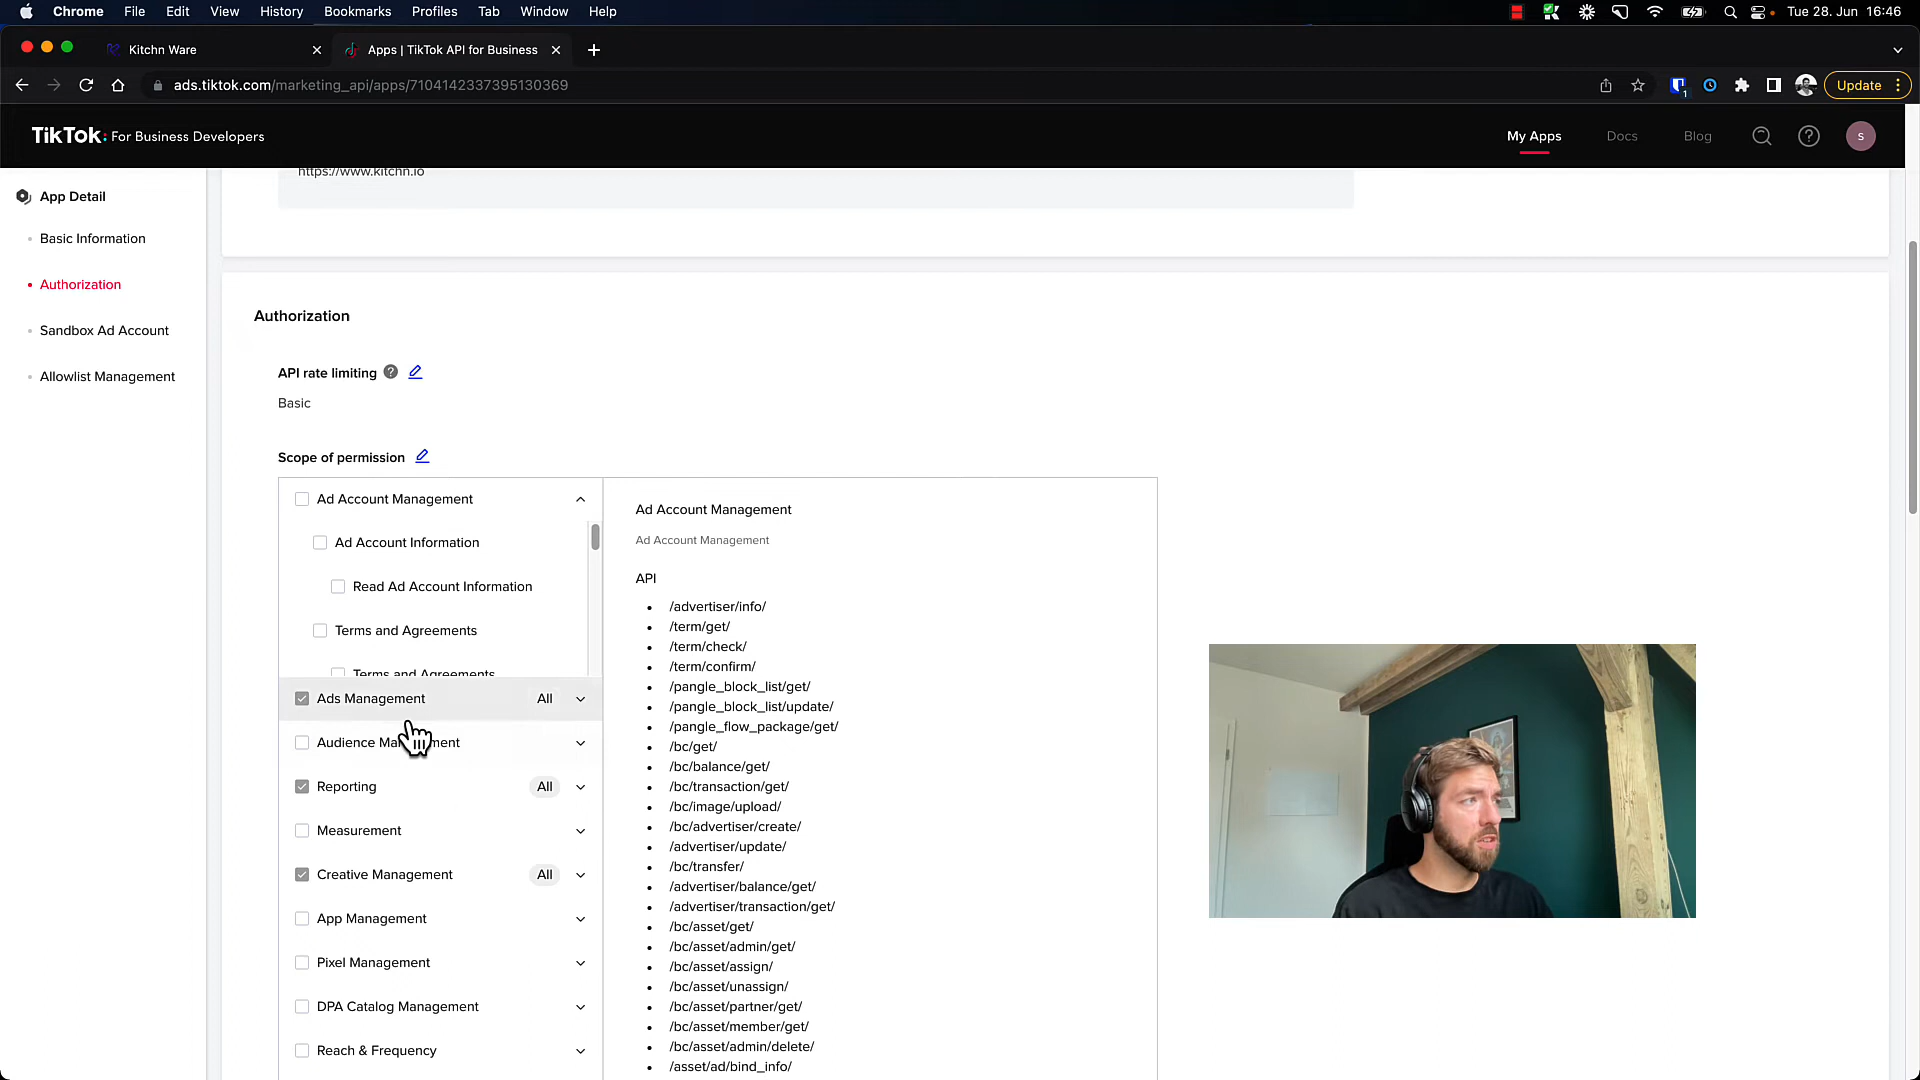 Chrome File Edit View History Bookmarks Profiles Tab Window Help Tue 28. Jun 16:46
Kitchn Ware Apps | TikTok API for Business
ads.tiktok.com/marketing_api/apps/7104142337395130369 1 Update
TikTok: For Business Developers My Apps Docs Blog S
https://www.kitchn.io
App Detail
Basic Information
Authorization
Sandbox Ad Account
Allowlist Management
Authorization
API rate limiting
Basic
Scope of permission
Ad Account Management
Ad Account Information
Read Ad Account Information
Terms and Agreements
Terms and Agreements
Ads Management All
Audience Management
Reporting All
Measurement
Creative Management All
App Management
Pixel Management
DPA Catalog Management
Reach & Frequency
Ad Account Management
Ad Account Management
API
• /advertiser/info/
• /term/get/
• /term/check/
• /term/confirm/
• /pangle_block_list/get/
• /pangle_block_list/update/
• /pangle_flow_package/get/
• /bc/get/
• /bc/balance/get/
• /bc/transaction/get/
• /bc/image/upload/
• /bc/advertiser/create/
• /advertiser/update/
• /bc/transfer/
• /advertiser/balance/get/
• /advertiser/transaction/get/
• /bc/asset/get/
• /bc/asset/admin/get/
• /bc/asset/assign/
• /bc/asset/unassign/
• /bc/asset/partner/get/
• /bc/asset/member/get/
• /bc/asset/admin/delete/
• /asset/ad/bind_info/